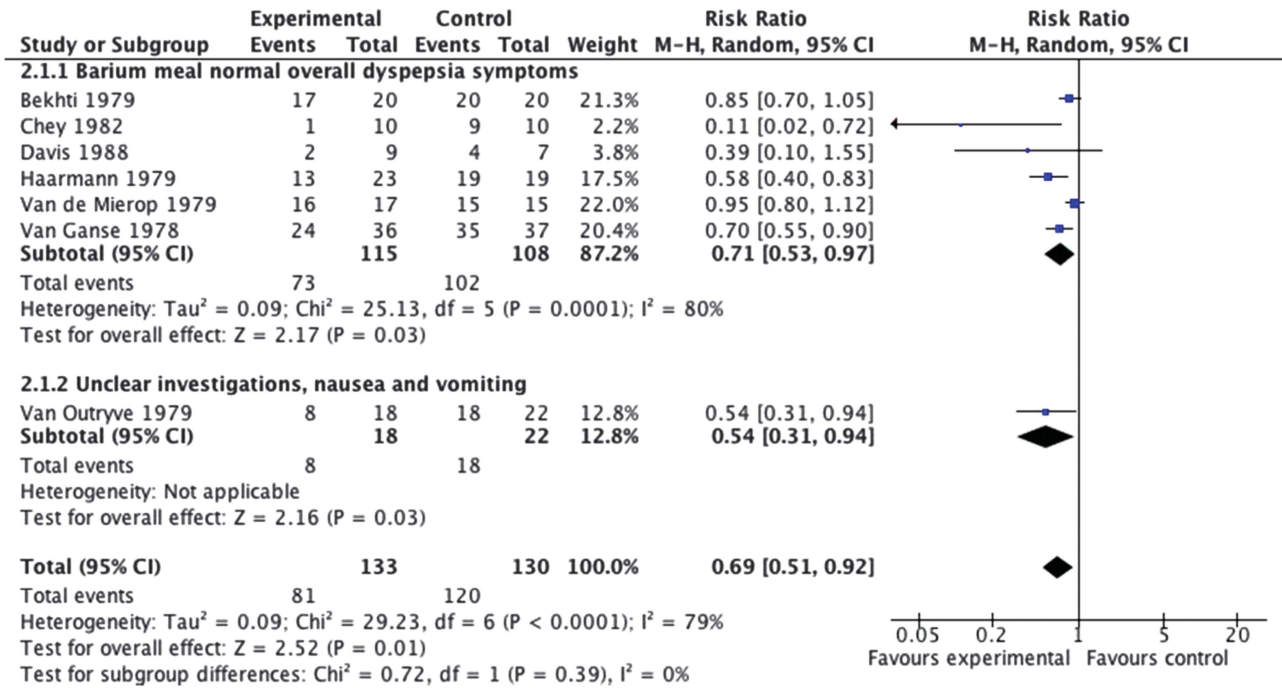 Experimental Control Risk Ratio Risk Ratio
Study or Subgroup Events Total Events Total Weight M-H, Random, 95% CI M-H, Random, 95% CI
2.1.1 Barium meal normal overall dyspepsia symptoms
Bekhti 1979 17 20 20 20 21.3% 0.85 [0.70, 1.05]
Chey 1982 1 10 9 10 2.2% 0.11 [0.02, 0.72]
Davis 1988 2 9 4 7 3.8% 0.39 [0.10, 1.55]
Haarmann 1979 13 23 19 19 17.5% 0.58 [0.40, 0.83]
Van de Mierop 1979 16 17 15 15 22.0% 0.95 [0.80, 1.12]
Van Ganse 1978 24 36 35 37 20.4% 0.70 [0.55, 0.90]
Subtotal (95% CI) 115 108 87.2% 0.71 [0.53, 0.97]
Total events 73 102
Heterogeneity: Tau² = 0.09; Chi² = 25.13, df = 5 (P = 0.0001); I² = 80%
Test for overall effect: Z = 2.17 (P = 0.03)
2.1.2 Unclear investigations, nausea and vomiting
Van Outryve 1979 8 18 18 22 12.8% 0.54 [0.31, 0.94]
Subtotal (95% CI) 18 22 12.8% 0.54 [0.31, 0.94]
Total events 8 18
Heterogeneity: Not applicable
Test for overall effect: Z = 2.16 (P = 0.03)
Total (95% CI) 133 130 100.0% 0.69 [0.51, 0.92]
Total events 81 120
Heterogeneity: Tau² = 0.09; Chi² = 29.23, df = 6 (P < 0.0001); I² = 79%
Test for overall effect: Z = 2.52 (P = 0.01)
Test for subgroup differences: Chi² = 0.72, df = 1 (P = 0.39), I² = 0%
0.05 0.2 1 5 20
Favours experimental Favours control